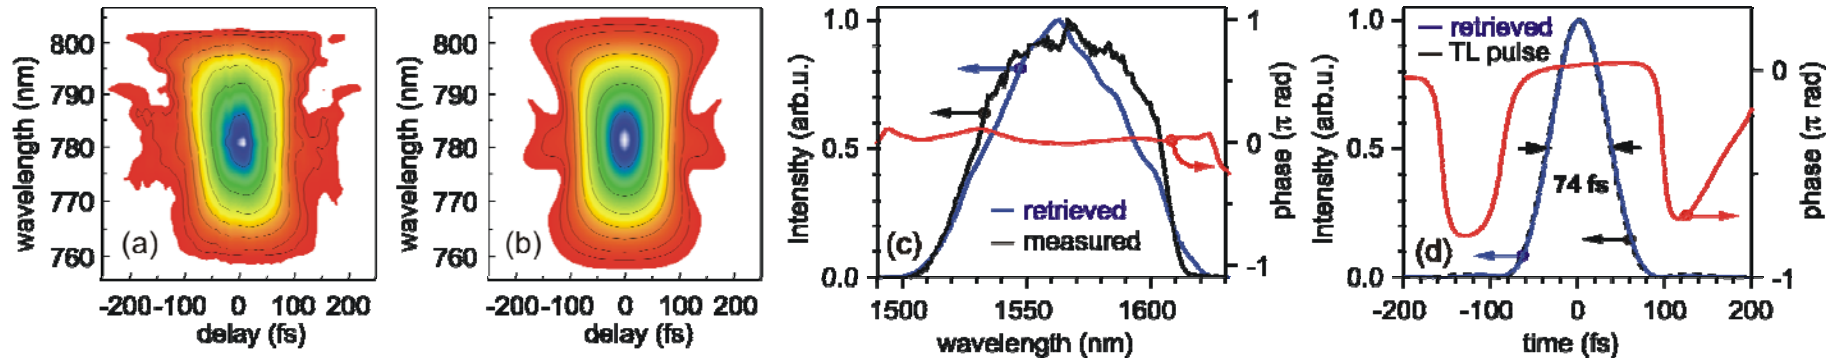 wavelength (nm)
800
790
780
770
760
(a)
-200 -100 0 100 200
delay (fs)
wavelength (nm)
800
790
780
770
760
(b)
-200 -100 0 100 200
delay (fs)
Intensity (arb.u.)
1.0
0.5
0.0
retrieved
measured
(c)
1500 1550 1600
wavelength (nm)
1
0
-1
phase (π rad)
Intensity (arb.u.)
1.0
0.5
0.0
retrieved
TL pulse
74 fs
(d)
-200 -100 0 100 200
time (fs)
0
-1
phase (π rad)